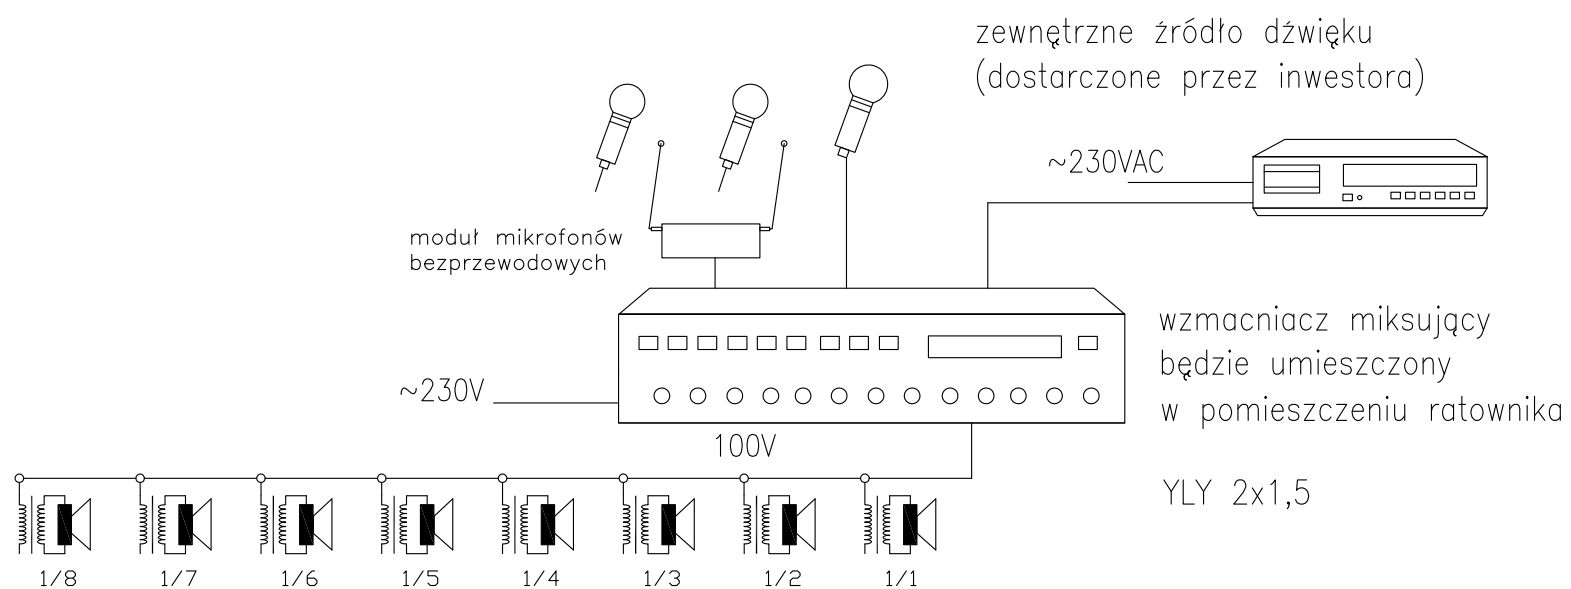 zewnętrzne źródło dźwięku
(dostarczone przez inwestora)
~230VAC
moduł mikrofonów
bezprzewodowych
wzmacniacz miksujący
będzie umieszczony
w pomieszczeniu ratownika
~230V
100V
YLY 2x1,5
1/8 1/7 1/6 1/5 1/4 1/3 1/2 1/1